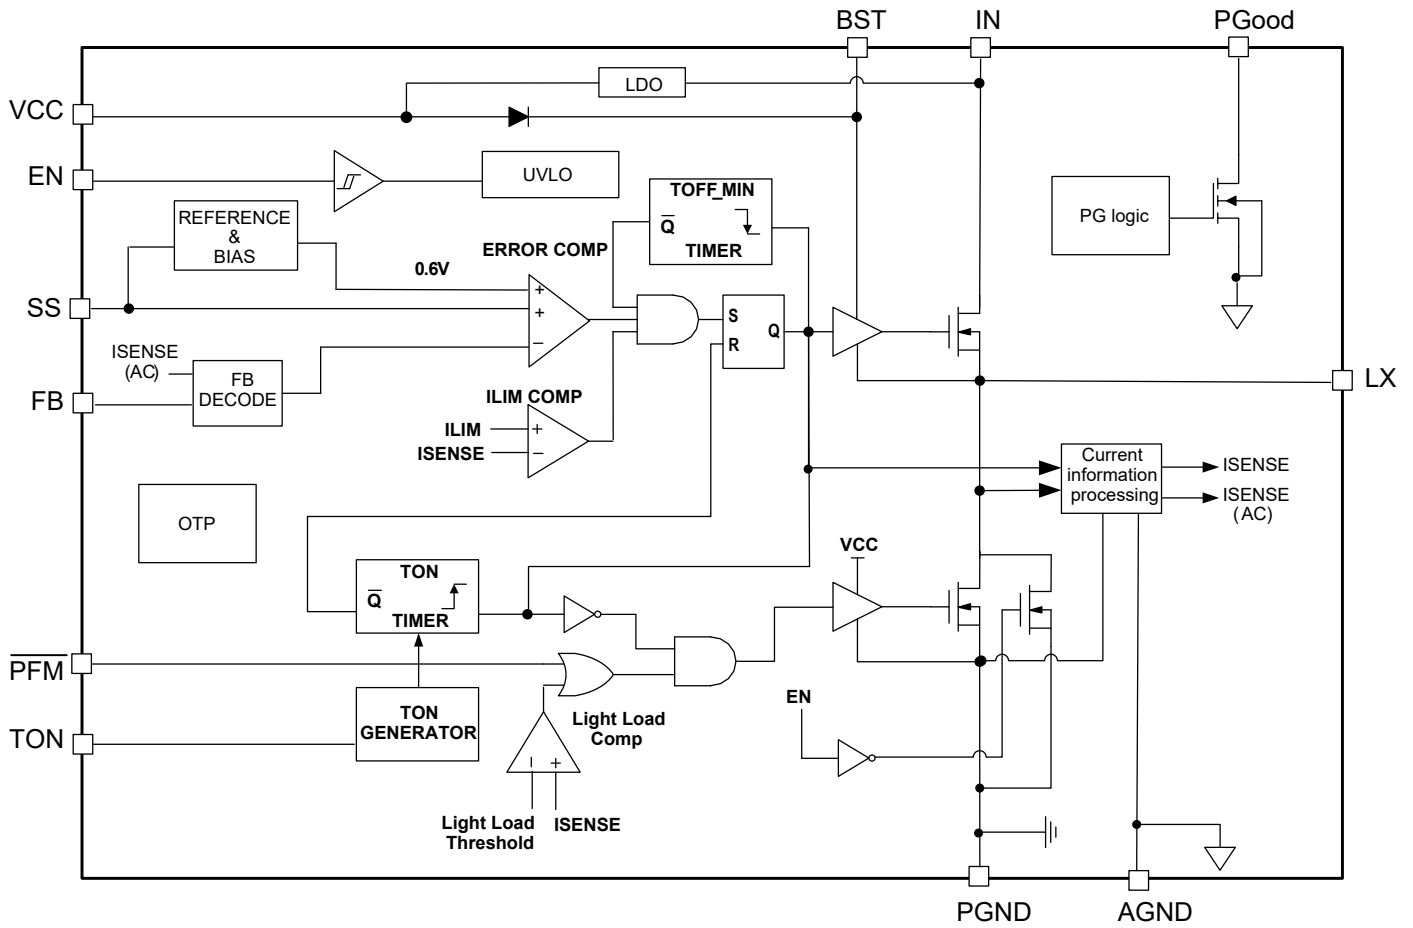 BST
IN
PGood
LDO
VCC
EN
UVLO
TOFF_MIN
Q̅
TIMER
PG logic
REFERENCE
&
BIAS
ERROR COMP
0.6V
+
+
−
SS
S
Q
R
ISENSE
(AC)
FB
DECODE
FB
LX
ILIM COMP
ILIM
+
ISENSE
−
Current
information
processing
ISENSE
ISENSE
(AC)
OTP
VCC
TON
Q̅
TIMER
P̅F̅M̅
EN
TON
GENERATOR
TON
Light Load
Comp
−
+
Light Load
Threshold
ISENSE
PGND
AGND